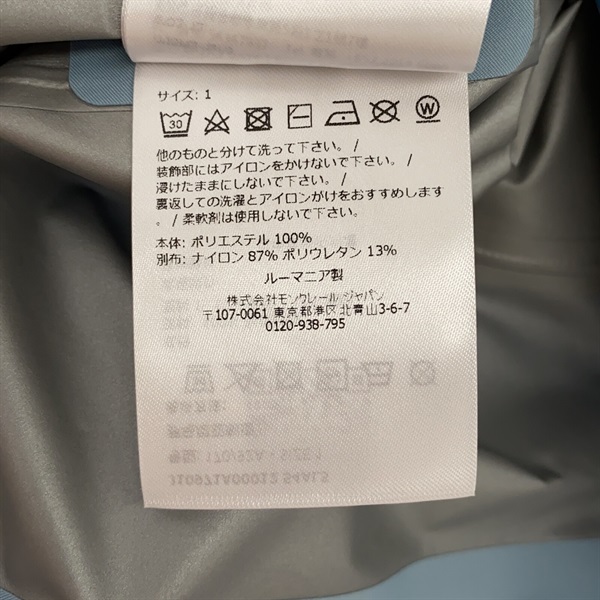 サイズ: 1
30 W
他のものと分けて洗って下さい。 /
装飾部にはアイロンをかけないで下さい。 /
浸けたままにしないで下さい。 /
裏返しての洗濯とアイロンがけをおすすめします
。 / 柔軟剤は使用しないで下さい。
本体: ポリエステル 100%
別布: ナイロン 87% ポリウレタン 13%
ルーマニア製
株式会社モンクレール ジャパン
〒107-0061 東京都港区北青山3-6-7
0120-938-795